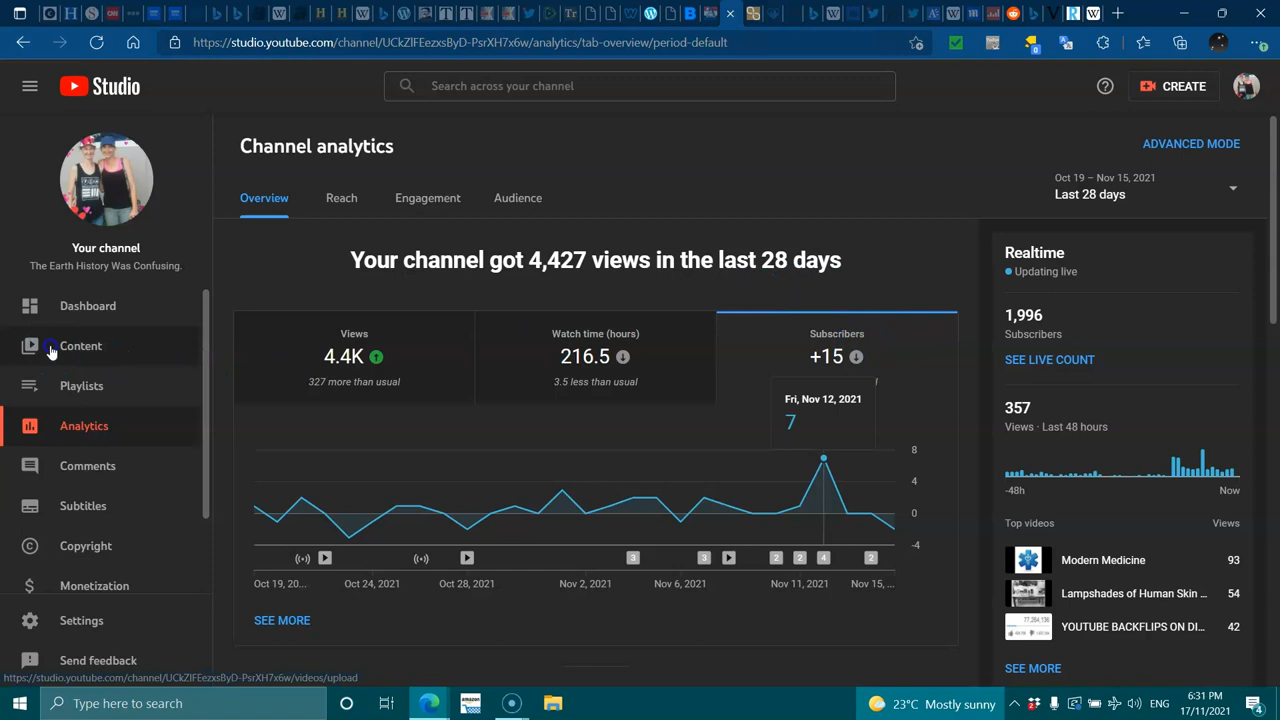 https://studio.youtube.com/channel/UCkZlFEezxsByD-PsrXH7x6w/analytics/tab-overview/period-default
Studio
Search across your channel
CREATE
Your channel
The Earth History Was Confusing.
Dashboard
Content
Playlists
Analytics
Comments
Subtitles
Copyright
Monetization
Settings
Send feedback
Channel analytics
ADVANCED MODE
Oct 19 – Nov 15, 2021
Last 28 days
Overview
Reach
Engagement
Audience
Your channel got 4,427 views in the last 28 days
Views
4.4K
327 more than usual
Watch time (hours)
216.5
3.5 less than usual
Subscribers
+15
Fri, Nov 12, 2021
7
8
4
0
-4
3
3
2
2
4
2
Oct 19, 20...
Oct 24, 2021
Oct 28, 2021
Nov 2, 2021
Nov 6, 2021
Nov 11, 2021
Nov 15, ...
SEE MORE
Realtime
Updating live
1,996
Subscribers
SEE LIVE COUNT
357
Views · Last 48 hours
-48h
Now
Top videos
Views
Modern Medicine
93
Lampshades of Human Skin ...
54
YOUTUBE BACKFLIPS ON DI...
42
SEE MORE
https://studio.youtube.com/channel/UCkZlFEezxsByD-PsrXH7x6w/videos/upload
Type here to search
amazon
23°C Mostly sunny
ENG
6:31 PM
17/11/2021
4